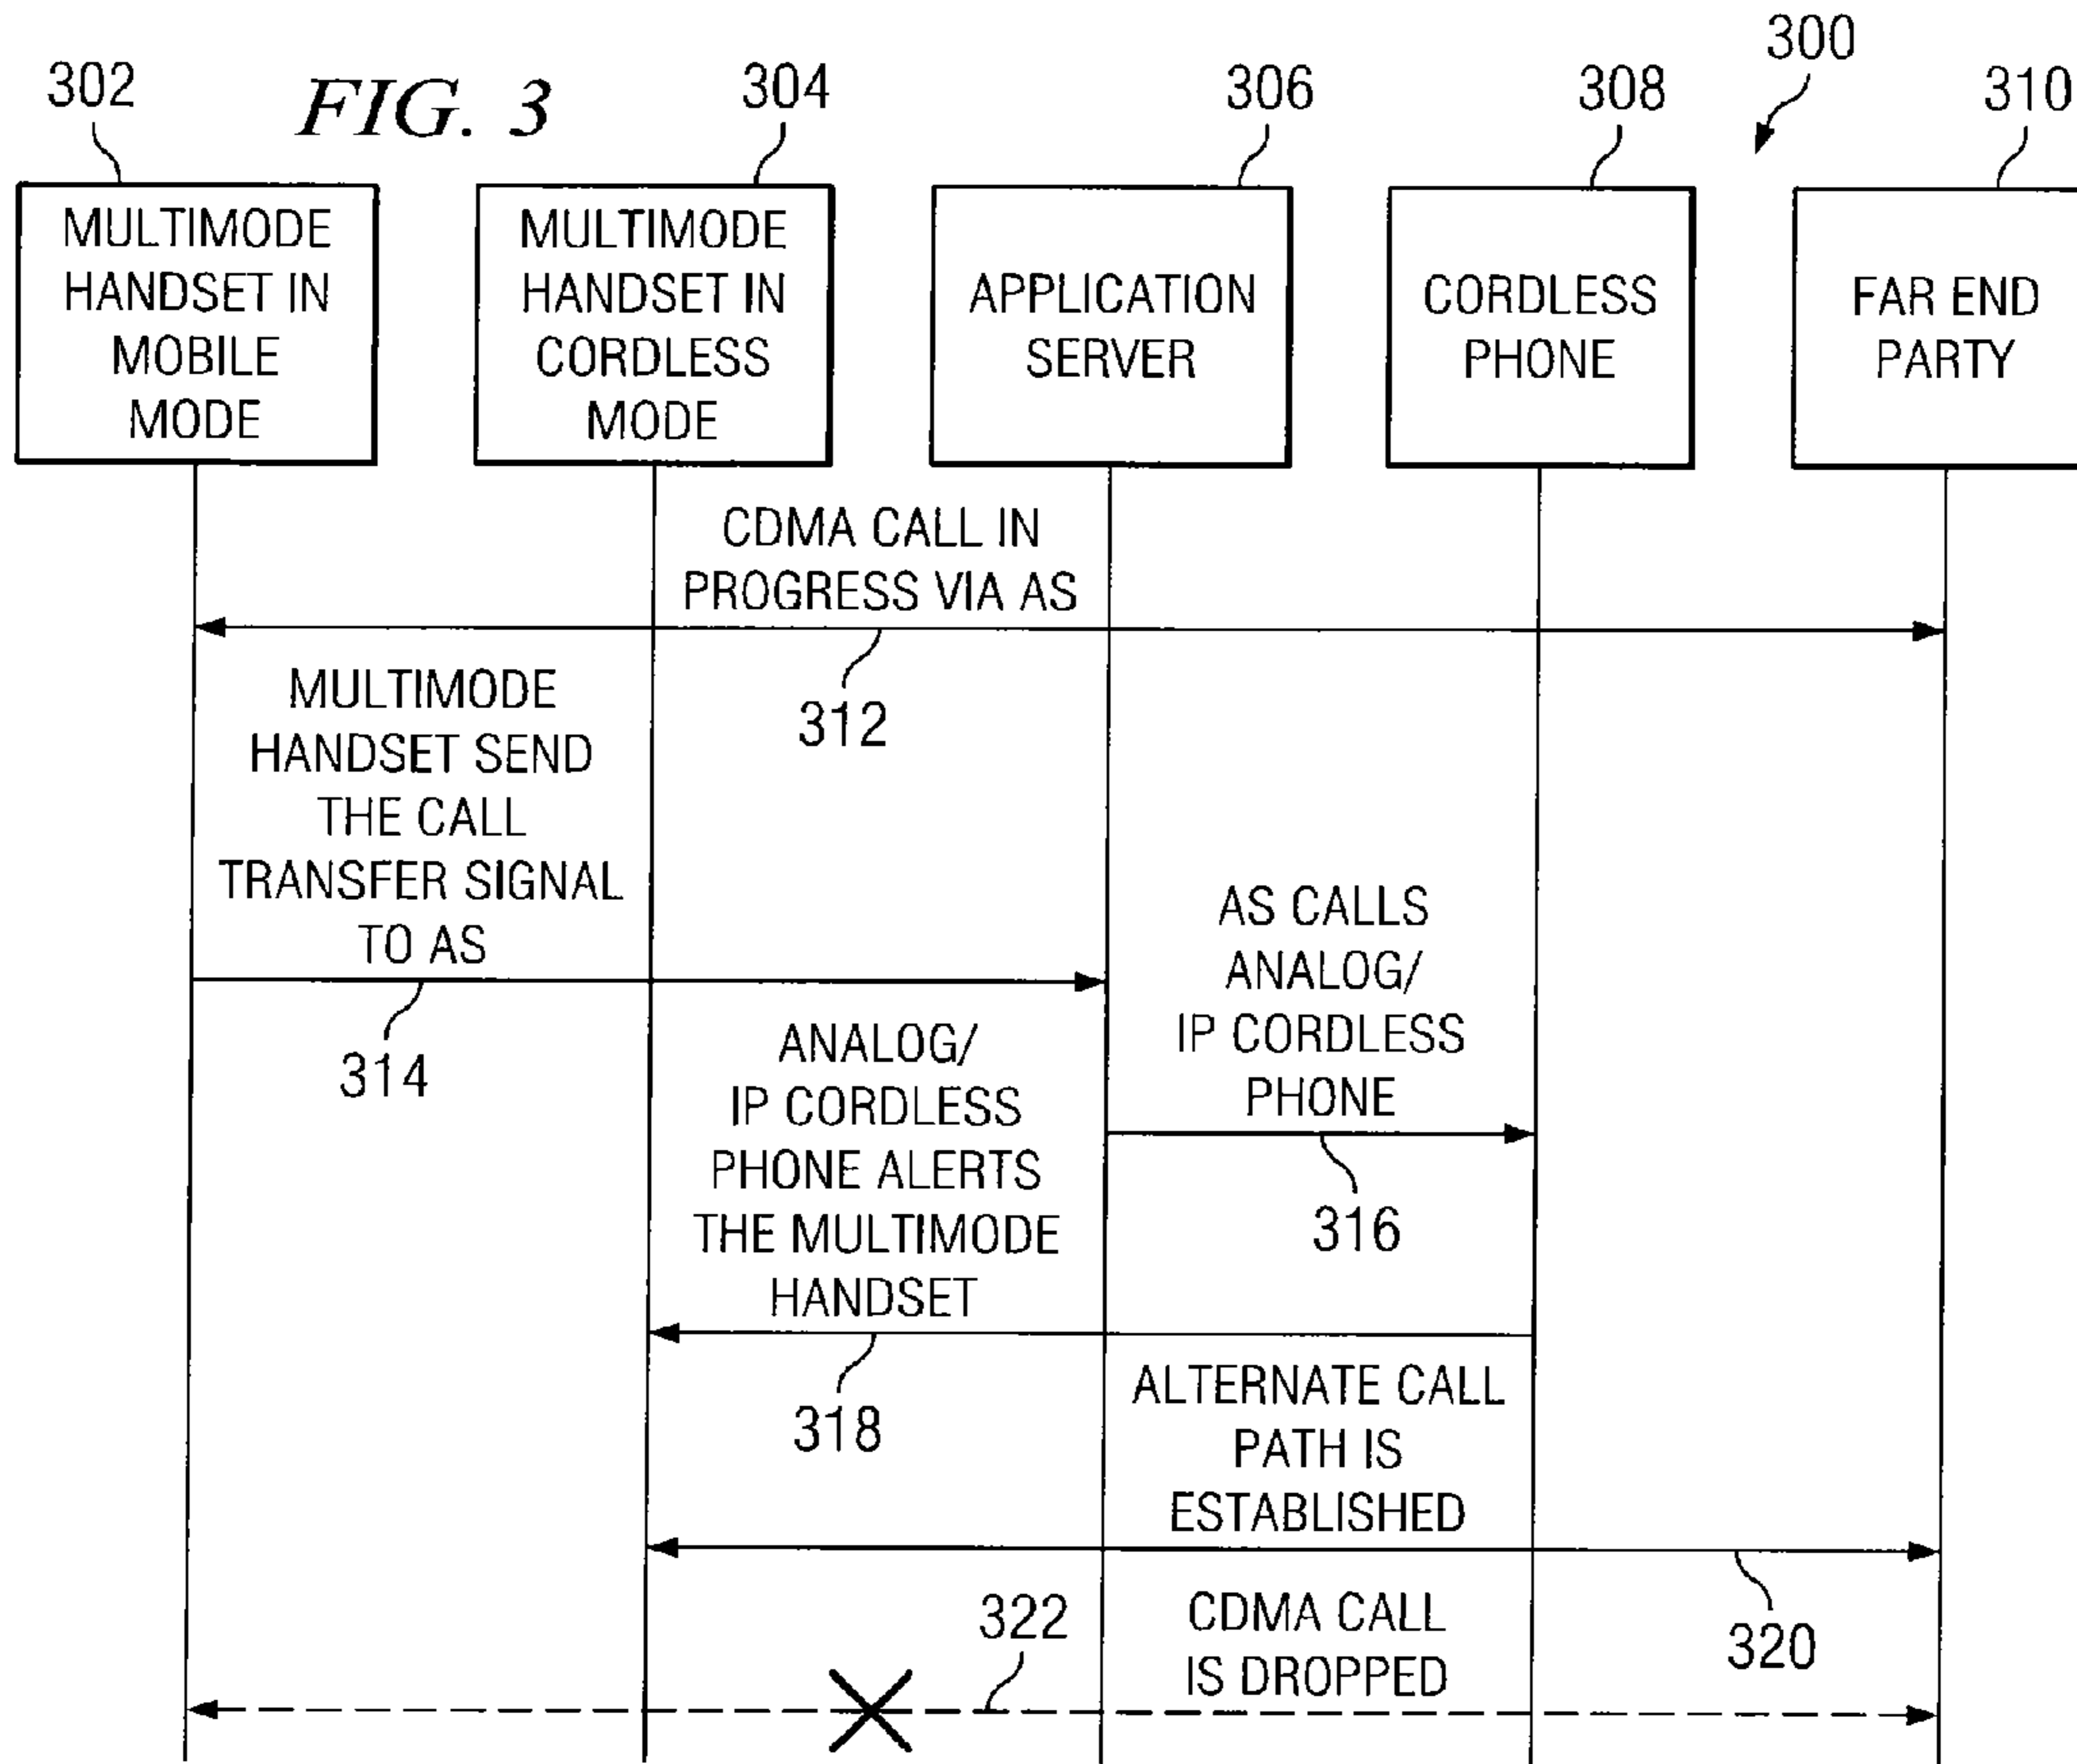 300
302
FIG. 3
304
306
308
310
MULTIMODE
HANDSET IN
MOBILE
MODE
MULTIMODE
HANDSET IN
CORDLESS
MODE
APPLICATION
SERVER
CORDLESS
PHONE
FAR END
PARTY
CDMA CALL IN
PROGRESS VIA AS
312
MULTIMODE
HANDSET SEND
THE CALL
TRANSFER SIGNAL
TO AS
314
AS CALLS
ANALOG/
IP CORDLESS
PHONE
316
ANALOG/
IP CORDLESS
PHONE ALERTS
THE MULTIMODE
HANDSET
318
ALTERNATE CALL
PATH IS
ESTABLISHED
320
322
CDMA CALL
IS DROPPED